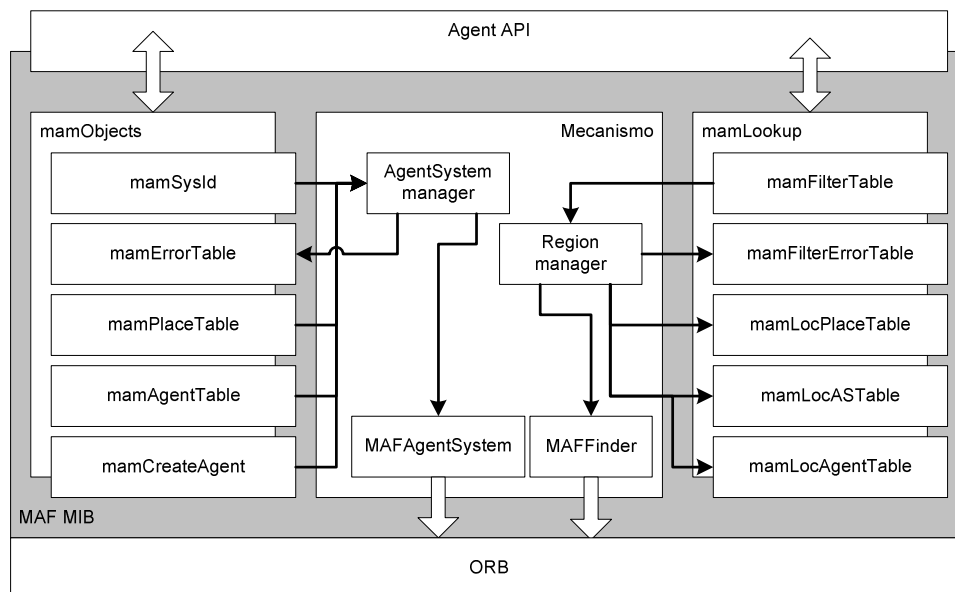 Agent API
mamObjects
mamSysId
mamErrorTable
mamPlaceTable
mamAgentTable
mamCreateAgent
MAF MIB
Mecanismo
AgentSystem
manager
Region
manager
MAFAgentSystem
MAFFinder
mamLookup
mamFilterTable
mamFilterErrorTable
mamLocPlaceTable
mamLocASTable
mamLocAgentTable
ORB